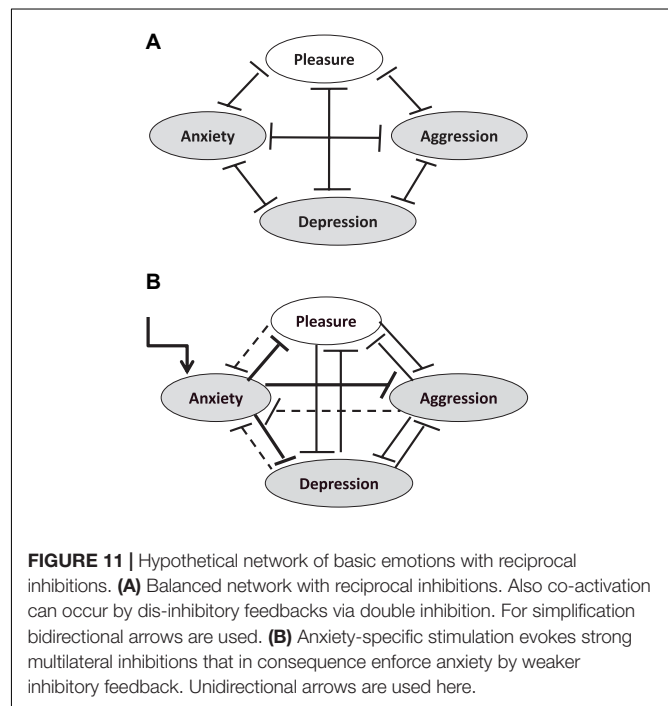 A
Pleasure
Anxiety
Aggression
Depression
B
Pleasure
Anxiety
Aggression
Depression
FIGURE 11 | Hypothetical network of basic emotions with reciprocal
inhibitions. (A) Balanced network with reciprocal inhibitions. Also co-activation
can occur by dis-inhibitory feedbacks via double inhibition. For simplification
bidirectional arrows are used. (B) Anxiety-specific stimulation evokes strong
multilateral inhibitions that in consequence enforce anxiety by weaker
inhibitory feedback. Unidirectional arrows are used here.